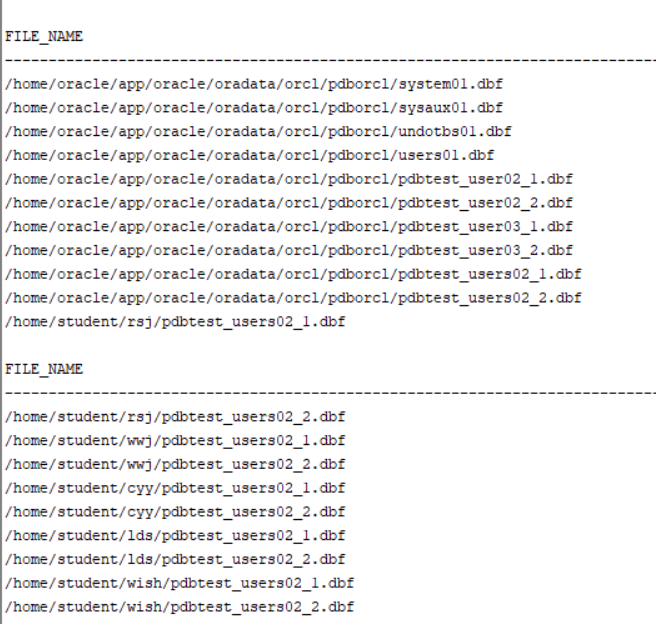 FILE_NAME
--------------------------------------------------------------------------------
/home/oracle/app/oracle/oradata/orcl/pdborcl/system01.dbf
/home/oracle/app/oracle/oradata/orcl/pdborcl/sysaux01.dbf
/home/oracle/app/oracle/oradata/orcl/pdborcl/undotbs01.dbf
/home/oracle/app/oracle/oradata/orcl/pdborcl/users01.dbf
/home/oracle/app/oracle/oradata/orcl/pdborcl/pdbtest_user02_1.dbf
/home/oracle/app/oracle/oradata/orcl/pdborcl/pdbtest_user02_2.dbf
/home/oracle/app/oracle/oradata/orcl/pdborcl/pdbtest_user03_1.dbf
/home/oracle/app/oracle/oradata/orcl/pdborcl/pdbtest_user03_2.dbf
/home/oracle/app/oracle/oradata/orcl/pdborcl/pdbtest_users02_1.dbf
/home/oracle/app/oracle/oradata/orcl/pdborcl/pdbtest_users02_2.dbf
/home/student/rsj/pdbtest_users02_1.dbf
FILE_NAME
--------------------------------------------------------------------------------
/home/student/rsj/pdbtest_users02_2.dbf
/home/student/wwj/pdbtest_users02_1.dbf
/home/student/wwj/pdbtest_users02_2.dbf
/home/student/cyy/pdbtest_users02_1.dbf
/home/student/cyy/pdbtest_users02_2.dbf
/home/student/lds/pdbtest_users02_1.dbf
/home/student/lds/pdbtest_users02_2.dbf
/home/student/wish/pdbtest_users02_1.dbf
/home/student/wish/pdbtest_users02_2.dbf